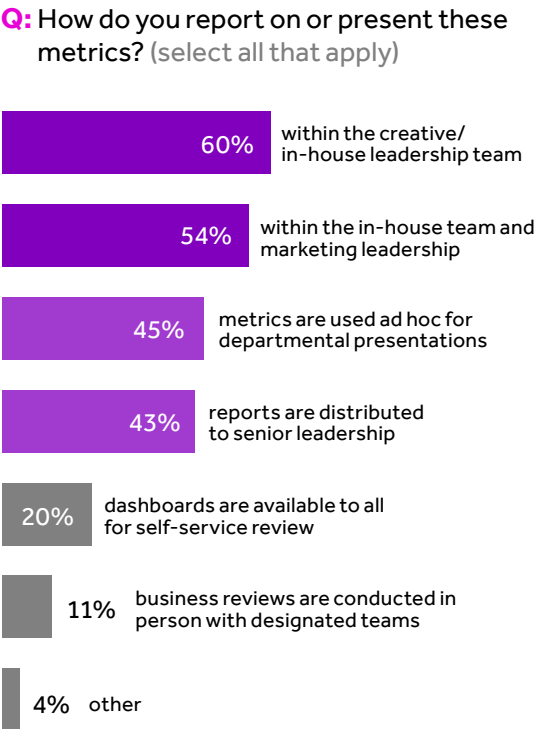 Q: How do you report on or present these
metrics? (select all that apply)
60%
within the creative/
in-house leadership team
54%
within the in-house team and
marketing leadership
45%
metrics are used ad hoc for
departmental presentations
43%
reports are distributed
to senior leadership
20%
dashboards are available to all
for self-service review
11%
business reviews are conducted in
person with designated teams
4% other